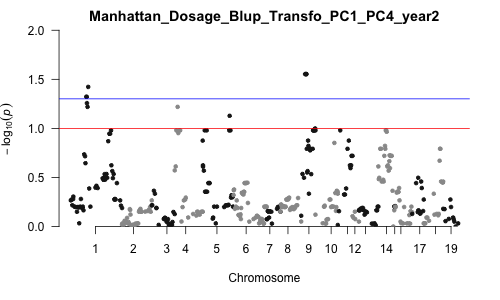 Manhattan_Dosage_Blup_Transfo_PC1_PC4_year2
2.0
1.5
1.0
0.5
0.0
− log₁₀(p)
1 2 3 4 5 6 7 8 9 10 12 14 17 19
Chromosome